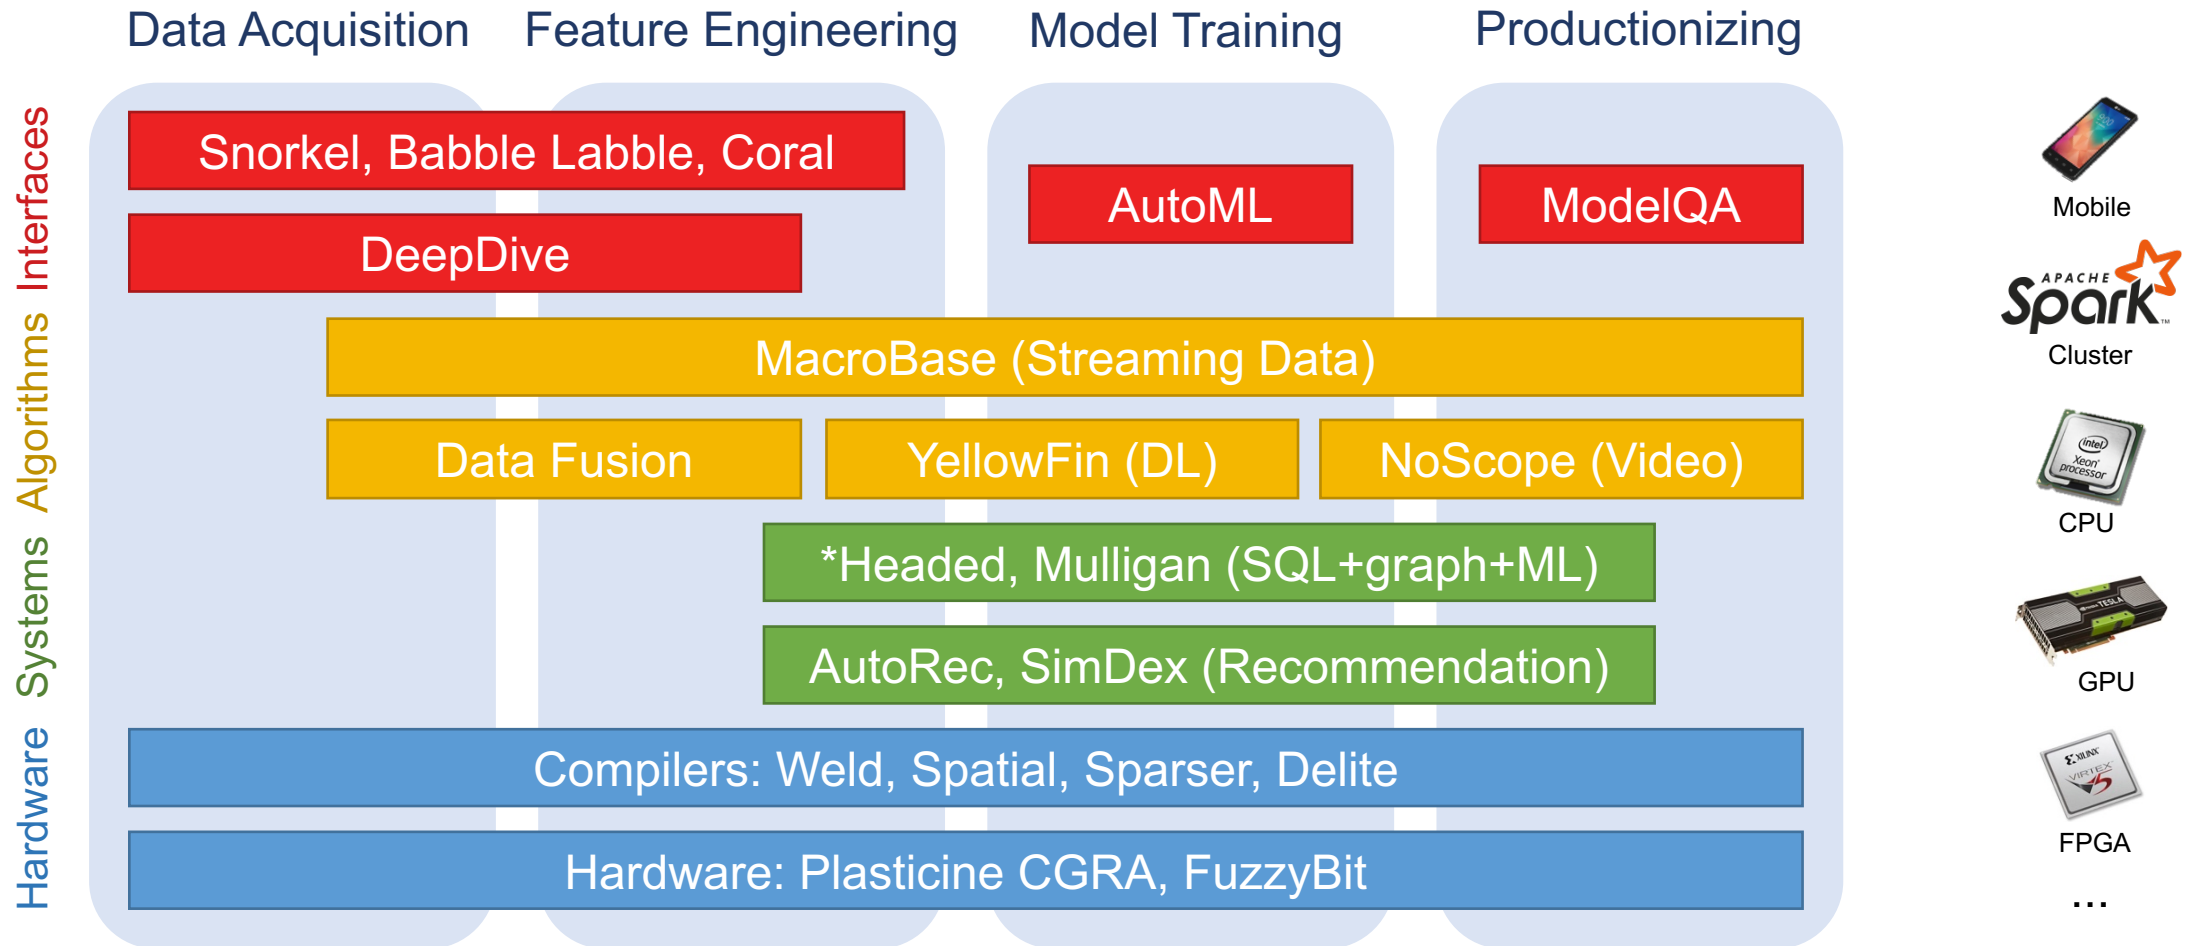 Data Acquisition
Feature Engineering
Model Training
Productionizing
Interfaces
Snorkel, Babble Labble, Coral
DeepDive
AutoML
ModelQA
Algorithms
MacroBase (Streaming Data)
Data Fusion
YellowFin (DL)
NoScope (Video)
Systems
*Headed, Mulligan (SQL+graph+ML)
AutoRec, SimDex (Recommendation)
Hardware
Compilers: Weld, Spatial, Sparser, Delite
Hardware: Plasticine CGRA, FuzzyBit
Mobile
APACHE
Spark™
Cluster
intel
Xeon®
processor
CPU
TESLA
GPU
XILINX
VIRTEX
5
FPGA
...